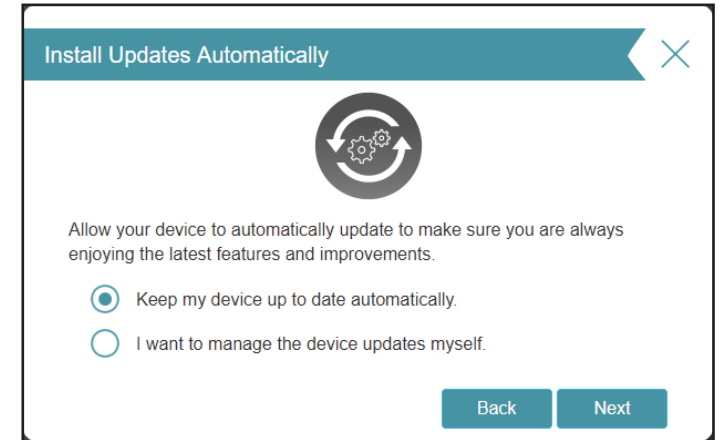 Install Updates Automatically
Allow your device to automatically update to make sure you are always
enjoying the latest features and improvements.
Keep my device up to date automatically.
I want to manage the device updates myself.
Back Next